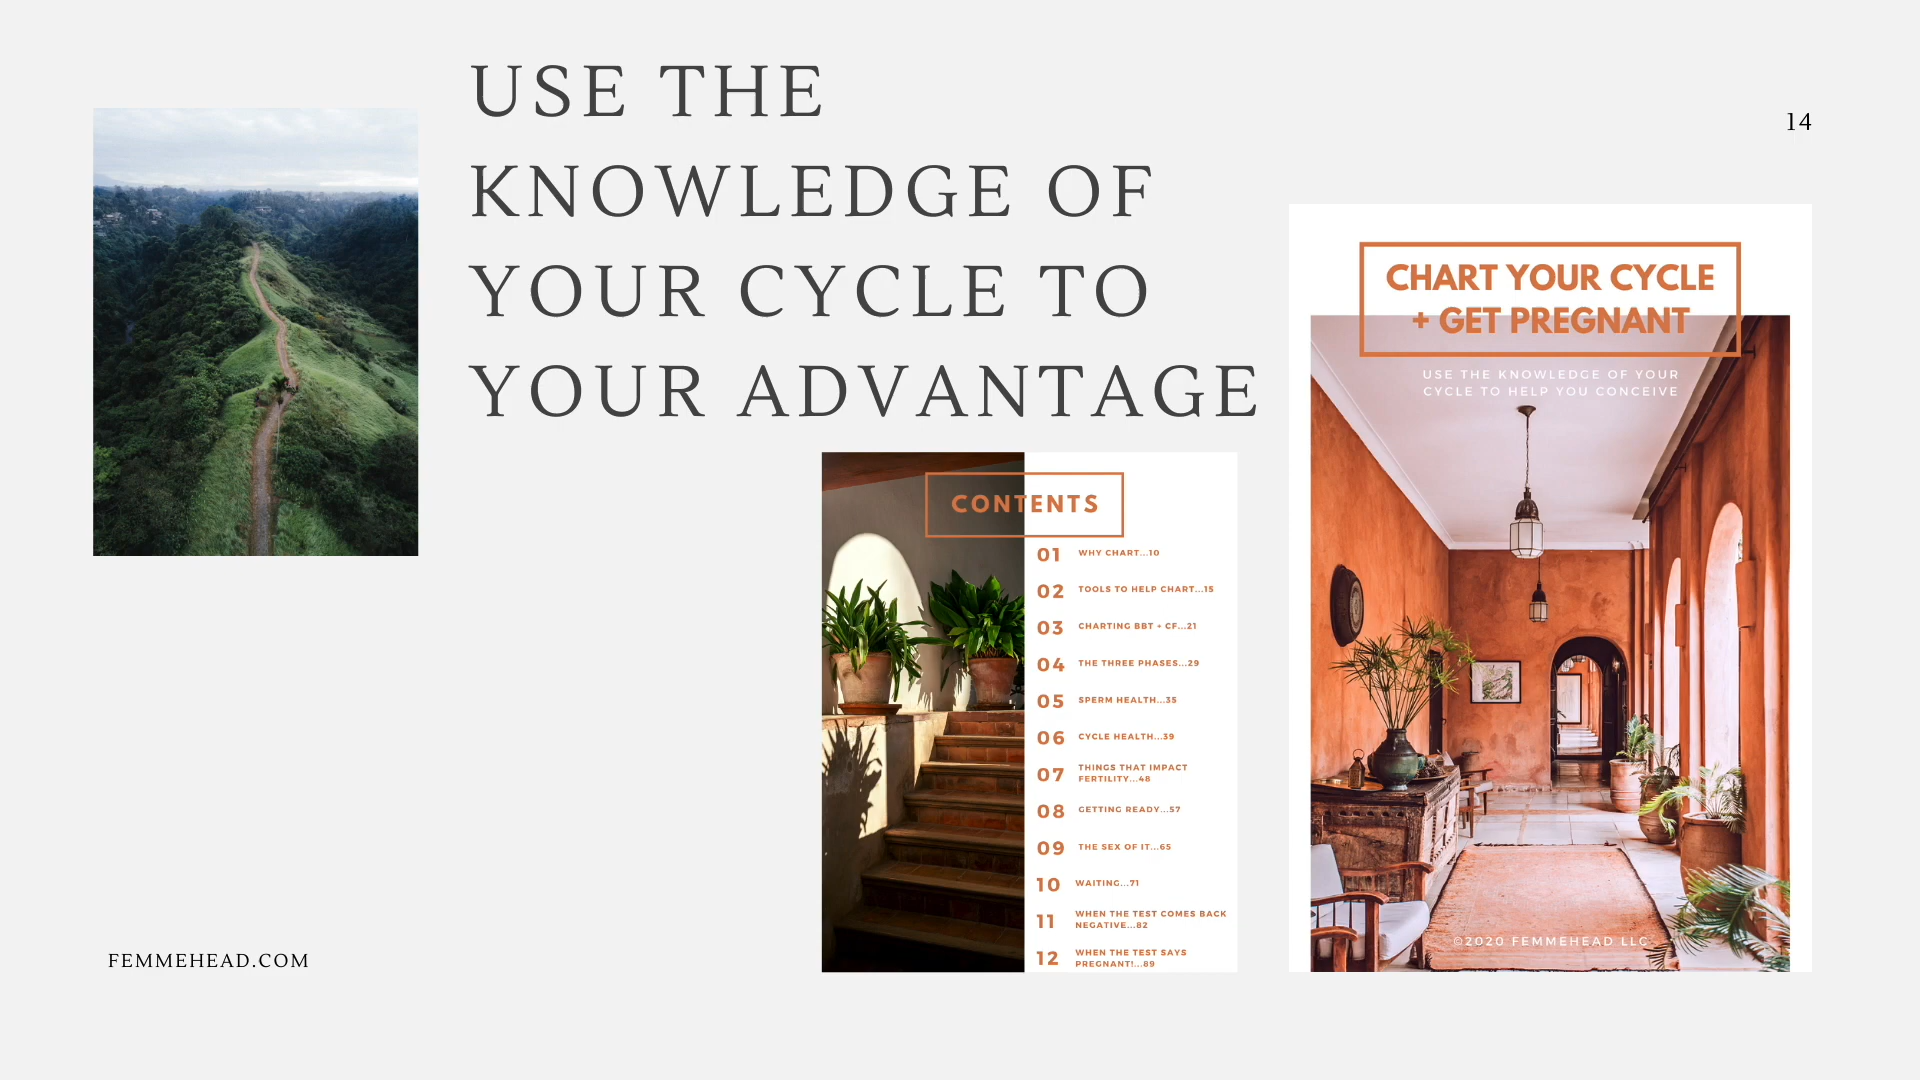 USE THE
KNOWLEDGE OF
YOUR CYCLE TO
YOUR ADVANTAGE
14
CONTENTS
01 WHY CHART...10
02 TOOLS TO HELP CHART...15
03 CHARTING BBT + CF...21
04 THE THREE PHASES...29
05 SPERM HEALTH...35
06 CYCLE HEALTH...39
07 THINGS THAT IMPACT
FERTILITY...48
08 GETTING READY...57
09 THE SEX OF IT...65
10 WAITING...71
11 WHEN THE TEST COMES BACK
NEGATIVE...82
12 WHEN THE TEST SAYS
PREGNANT!...89
CHART YOUR CYCLE
+ GET PREGNANT
USE THE KNOWLEDGE OF YOUR
CYCLE TO HELP YOU CONCEIVE
©2020 FEMMEHEAD LLC
FEMMEHEAD.COM